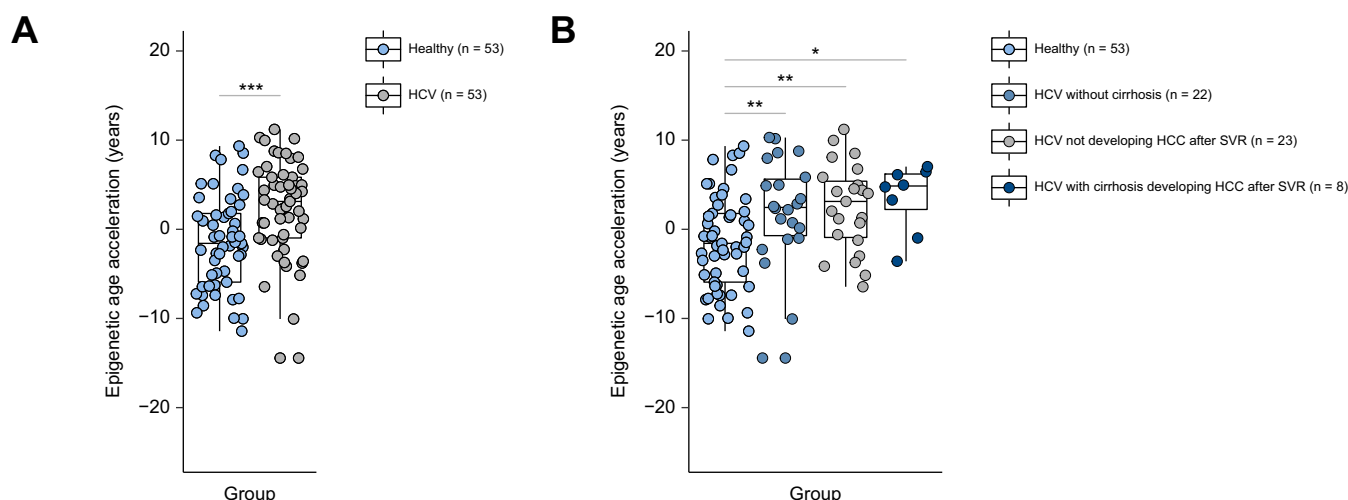 A
Epigenetic age acceleration (years)
20
10
0
−10
−20
***
Group
Healthy (n = 53)
HCV (n = 53)
B
Epigenetic age acceleration (years)
20
10
0
−10
−20
*
**
**
Group
Healthy (n = 53)
HCV without cirrhosis (n = 22)
HCV not developing HCC after SVR (n = 23)
HCV with cirrhosis developing HCC after SVR (n = 8)